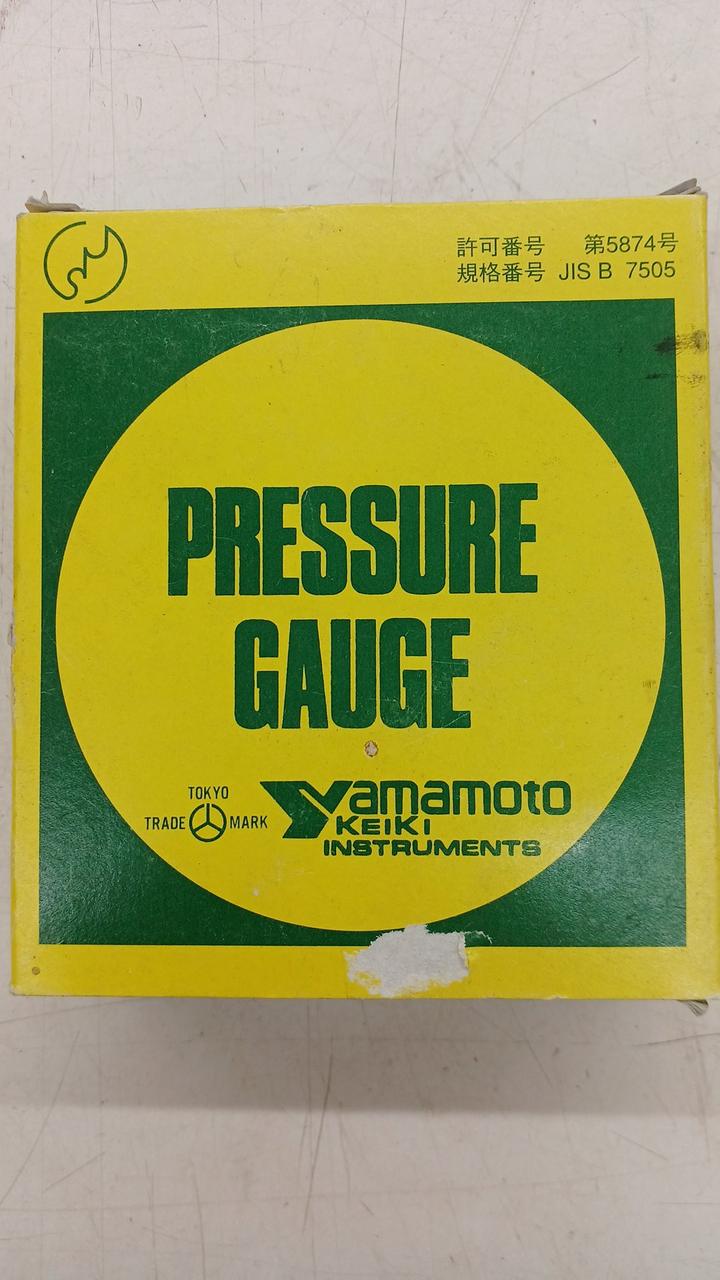 許可番号 第5874号
規格番号 JIS B 7505
PRESSURE
GAUGE
TOKYO
TRADE MARK
Yamamoto
KEIKI
INSTRUMENTS